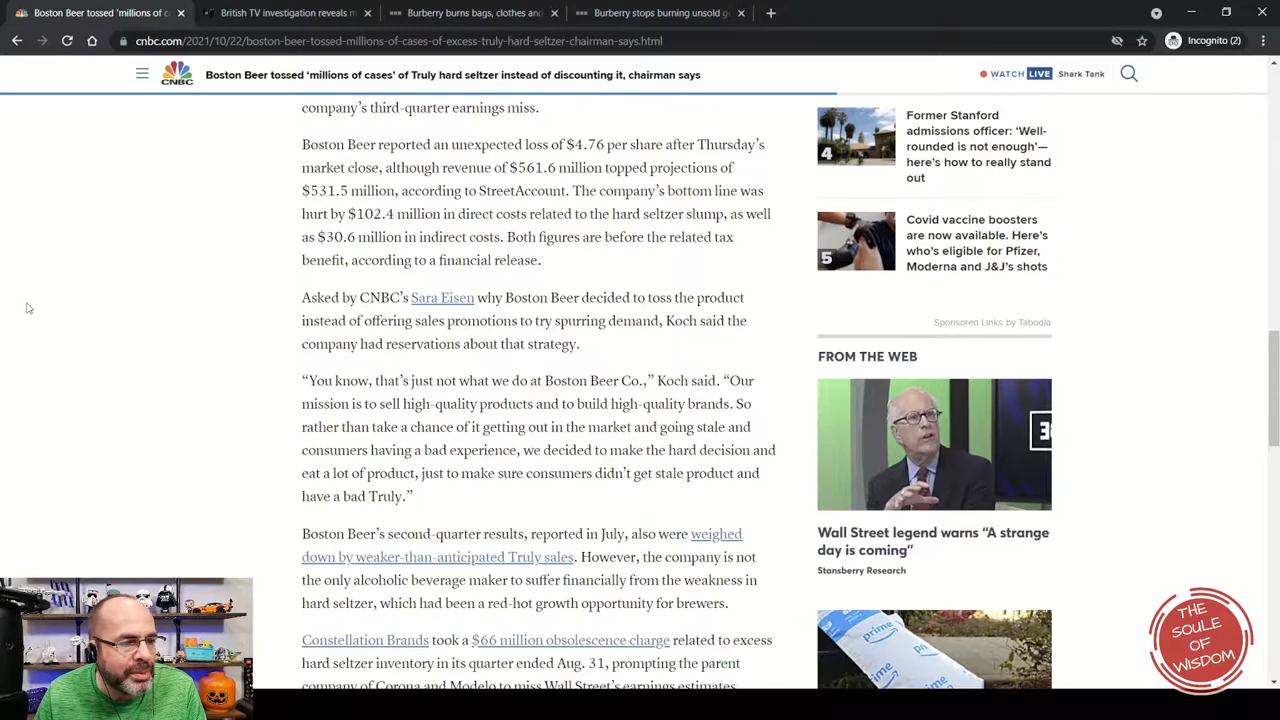 Boston Beer tossed 'millions of c
British TV investigation reveals m
Burberry burns bags, clothes and
Burberry stops burning unsold g
cnbc.com/2021/10/22/boston-beer-tossed-millions-of-cases-of-excess-truly-hard-seltzer-chairman-says.html
Incognito (2)
CNBC
Boston Beer tossed ‘millions of cases’ of Truly hard seltzer instead of discounting it, chairman says
WATCH LIVE Shark Tank
company’s third-quarter earnings miss.
Boston Beer reported an unexpected loss of $4.76 per share after Thursday’s
market close, although revenue of $561.6 million topped projections of
$531.5 million, according to StreetAccount. The company’s bottom line was
hurt by $102.4 million in direct costs related to the hard seltzer slump, as well
as $30.6 million in indirect costs. Both figures are before the related tax
benefit, according to a financial release.
Asked by CNBC’s Sara Eisen why Boston Beer decided to toss the product
instead of offering sales promotions to try spurring demand, Koch said the
company had reservations about that strategy.
“You know, that’s just not what we do at Boston Beer Co.,” Koch said. “Our
mission is to sell high-quality products and to build high-quality brands. So
rather than take a chance of it getting out in the market and going stale and
consumers having a bad experience, we decided to make the hard decision and
eat a lot of product, just to make sure consumers didn’t get stale product and
have a bad Truly.”
Boston Beer’s second-quarter results, reported in July, also were weighed
down by weaker-than-anticipated Truly sales. However, the company is not
the only alcoholic beverage maker to suffer financially from the weakness in
hard seltzer, which had been a red-hot growth opportunity for brewers.
Constellation Brands took a $66 million obsolescence charge related to excess
hard seltzer inventory in its quarter ended Aug. 31, prompting the parent
company of Corona and Modelo to miss Wall Street’s earnings estimates
4
Former Stanford
admissions officer: ‘Well-
rounded is not enough’—
here’s how to really stand
out
5
Covid vaccine boosters
are now available. Here’s
who’s eligible for Pfizer,
Moderna and J&J’s shots
Sponsored Links by Taboola
FROM THE WEB
Wall Street legend warns “A strange
day is coming”
Stansberry Research
prime
prime
THE
SOULE
OF
WISDOM